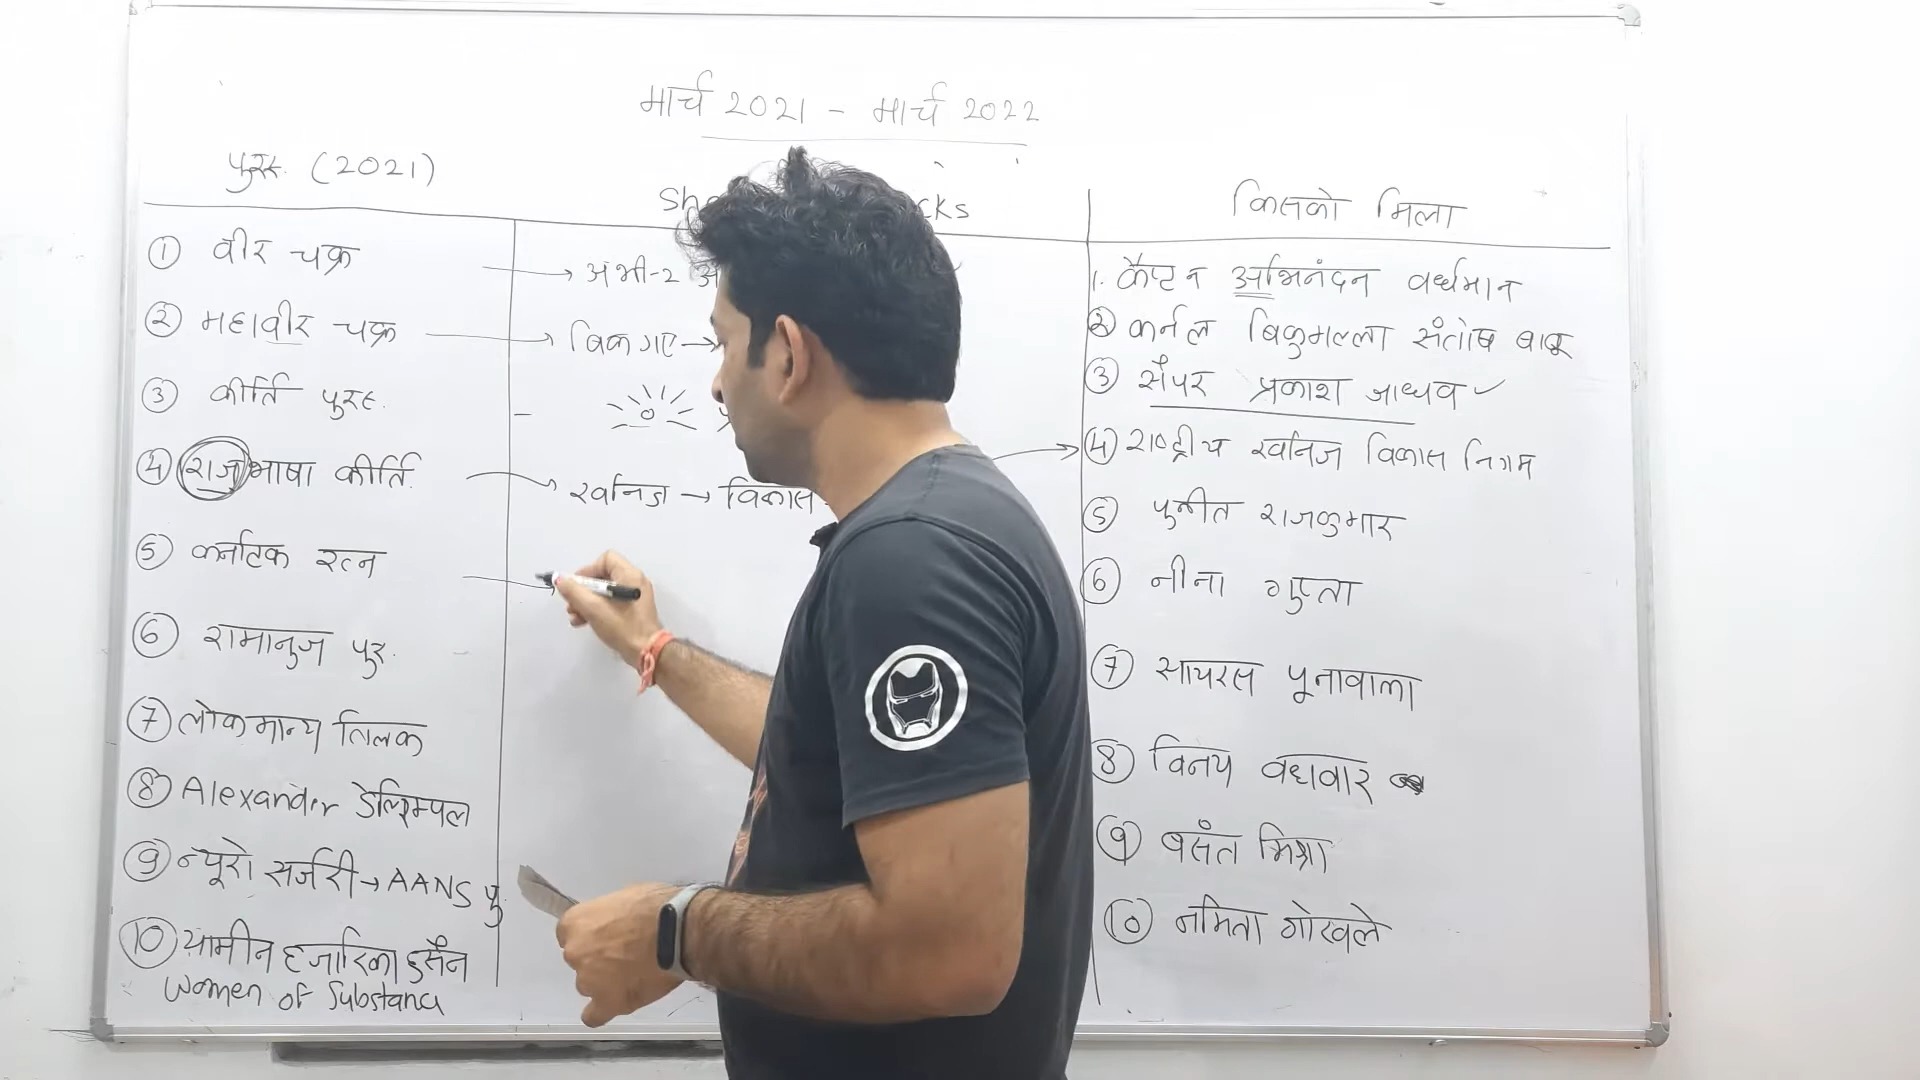 मार्च 2021 - मार्च 2022
पुरस्. (2021)
किसको मिला
① वीर चक्र
② महावीर चक्र
③ कीर्ति पुरस्.
④ राजभाषा कीर्ति.
⑤ कर्नाटक रत्न
⑥ रामानुज पुर.
⑦ लोकमान्य तिलक
⑧ Alexander डेल्रिम्पल
⑨ न्यूरो सर्जरी → AANS पु.
⑩ यामीन हजारिका हुसैन
Women of Substance
→ अभी-2
→ बिक गए →
खनिज → विकास
1. कैप्टन अभिनंदन वर्धमान
② कर्नल बिकुमल्ला संतोष बाबू
③ सैपर प्रकाश जाधव ✓
④ राष्ट्रीय खनिज विकास निगम
⑤ पुनीत राजकुमार
⑥ नीना गुप्ता
⑦ सायरस पूनावाला
⑧ विनय बधवार
⑨ बसंत मिश्रा
⑩ नमिता गोखले